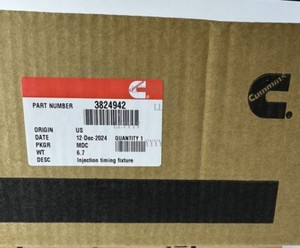 PART NUMBER 3824942
ORIGIN US
DATE 12-Dec-2024 QUANTITY 1
PKGR MDC
WT 6.7
DESC Injection timing fixture
Cummins